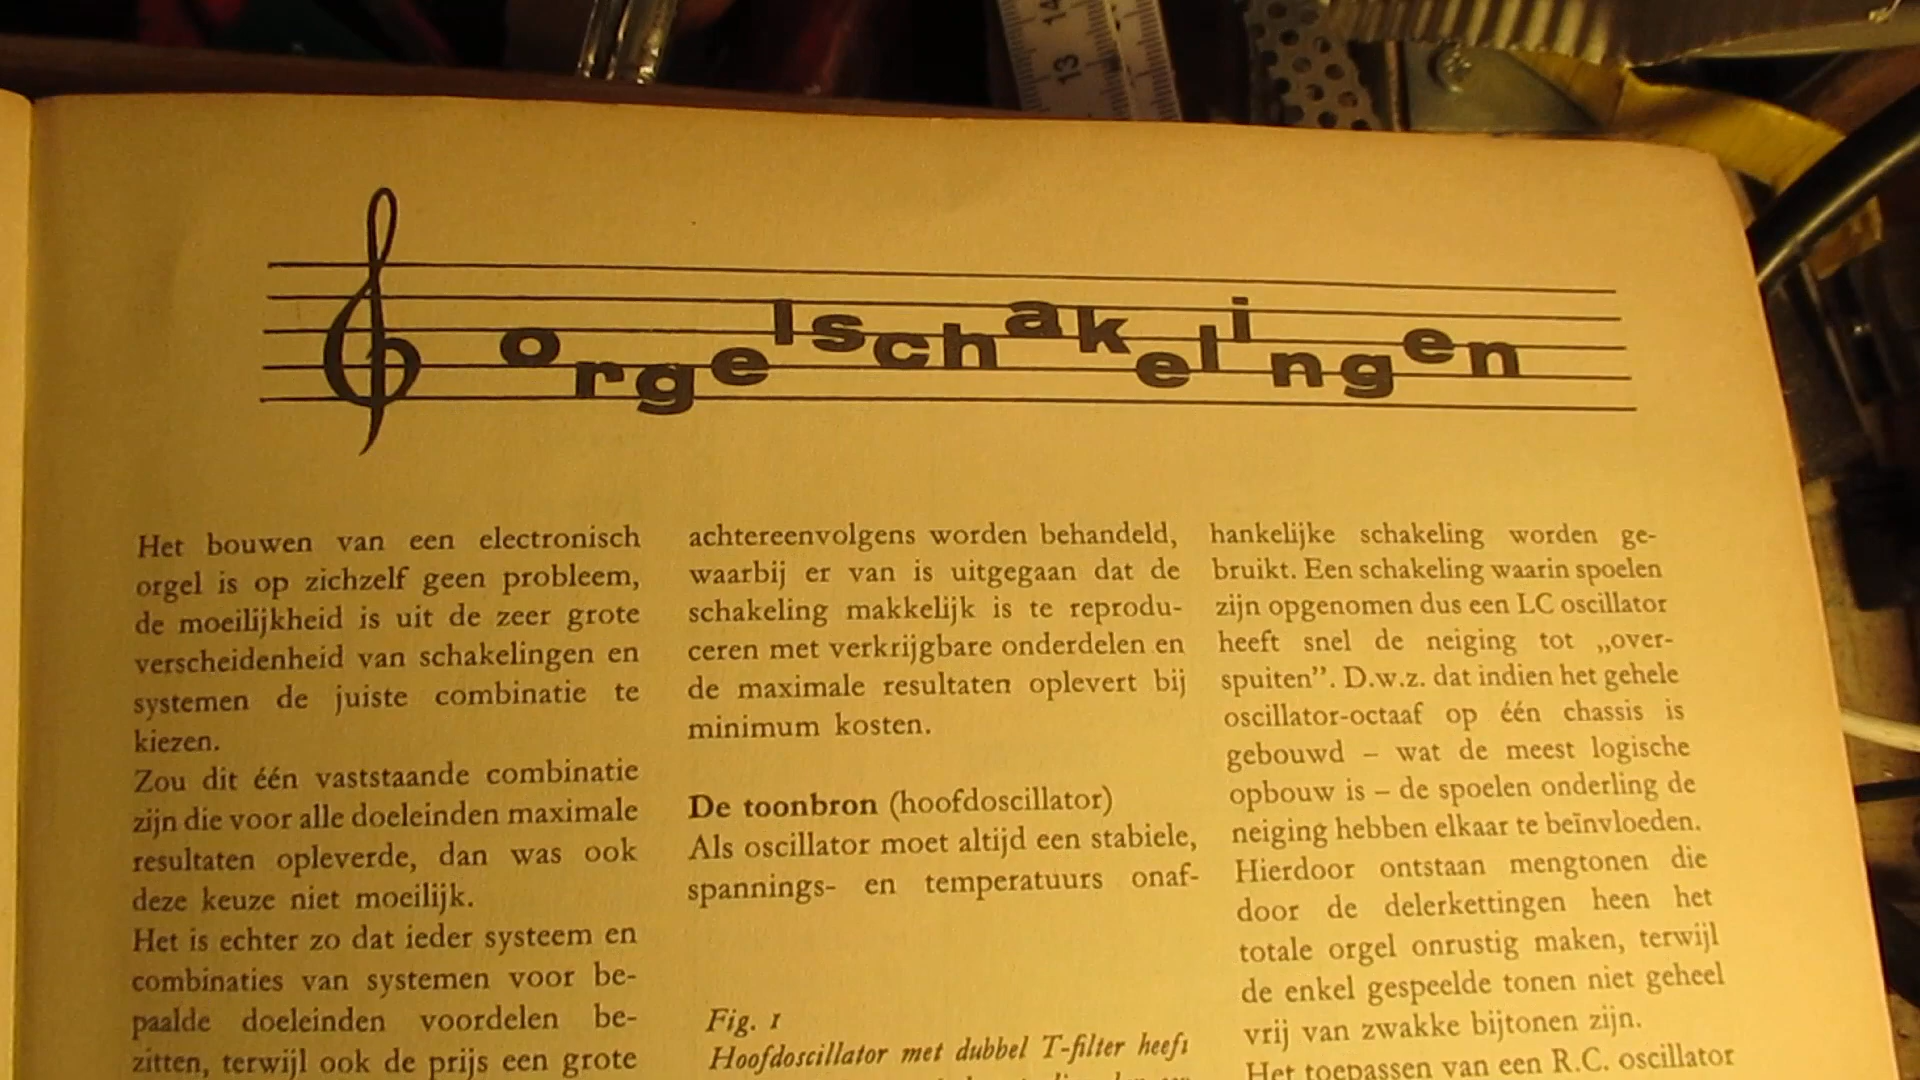 14
13
orgelschakelingen
Het bouwen van een electronisch
orgel is op zichzelf geen probleem,
de moeilijkheid is uit de zeer grote
verscheidenheid van schakelingen en
systemen de juiste combinatie te
kiezen.
Zou dit één vaststaande combinatie
zijn die voor alle doeleinden maximale
resultaten opleverde, dan was ook
deze keuze niet moeilijk.
Het is echter zo dat ieder systeem en
combinaties van systemen voor be-
paalde doeleinden voordelen be-
zitten, terwijl ook de prijs een grote
achtereenvolgens worden behandeld,
waarbij er van is uitgegaan dat de
schakeling makkelijk is te reprodu-
ceren met verkrijgbare onderdelen en
de maximale resultaten oplevert bij
minimum kosten.
De toonbron (hoofdoscillator)
Als oscillator moet altijd een stabiele,
spannings- en temperatuurs onaf-
Fig. 1
Hoofdoscillator met dubbel T-filter heeft
hankelijke schakeling worden ge-
bruikt. Een schakeling waarin spoelen
zijn opgenomen dus een LC oscillator
heeft snel de neiging tot „over-
spuiten”. D.w.z. dat indien het gehele
oscillator-octaaf op één chassis is
gebouwd – wat de meest logische
opbouw is – de spoelen onderling de
neiging hebben elkaar te beïnvloeden.
Hierdoor ontstaan mengtonen die
door de delerkettingen heen het
totale orgel onrustig maken, terwijl
de enkel gespeelde tonen niet geheel
vrij van zwakke bijtonen zijn.
Het toepassen van een R.C. oscillator